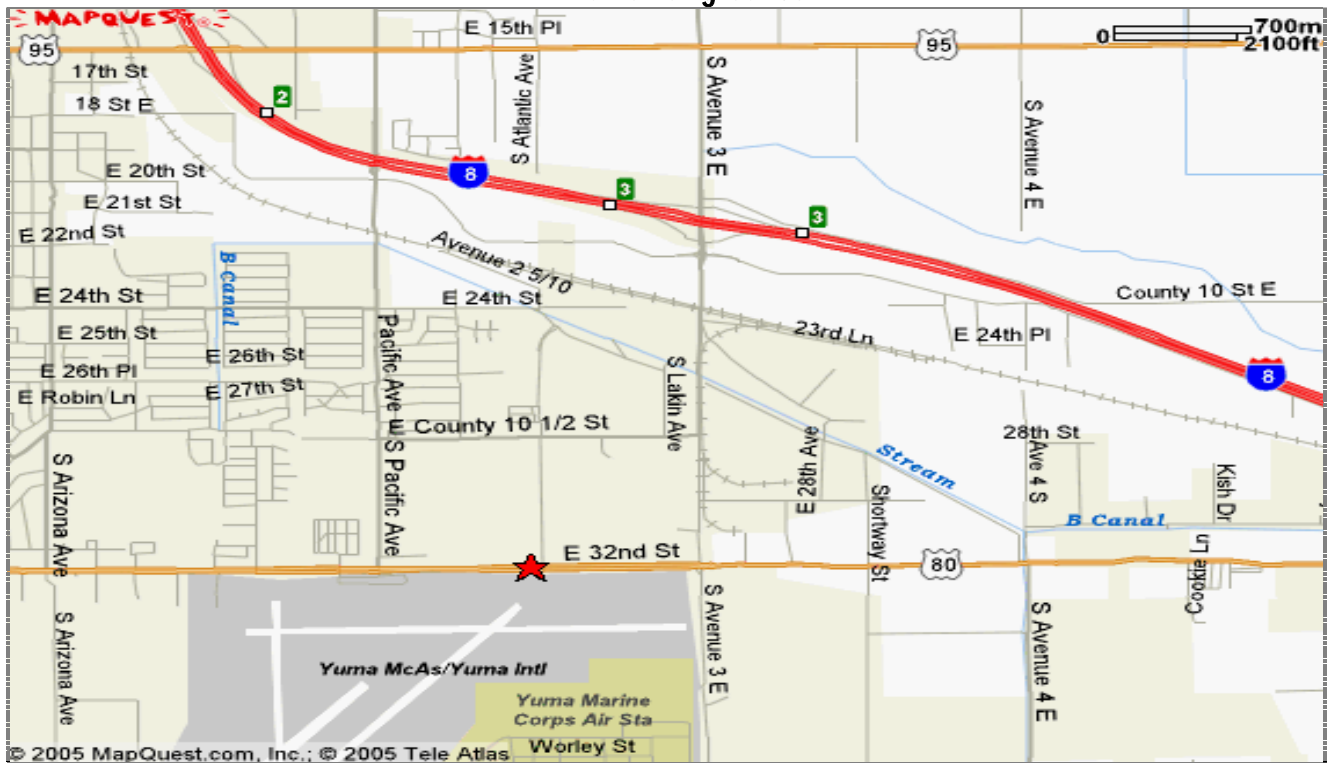 g
MAPQUEST
95
E 15th Pl
95
0
700m
2100ft
17th St
18 St E
2
S Atlantic Ave
S Avenue 3 E
S Avenue 4 E
E 20th St
8
3
E 21st St
3
E 22nd St
B Canal
Avenue 2 5/10
E 24th St
E 24th St
County 10 St E
E 25th St
Pacific Ave
23rd Ln
E 24th Pl
E 26th St
E 26th Pl
S Lakin Ave
8
E 27th St
E Robin Ln
E County 10 1/2 St
28th St
S Arizona Ave
S Pacific Ave
E 28th Ave
Stream
Ave 4 S
Kish Dr
Shortway St
B Canal
E 32nd St
80
Cookie Ln
S Arizona Ave
S Avenue 3 E
S Avenue 4 E
Yuma McAs/Yuma Intl
Yuma Marine
Corps Air Sta
Worley St
© 2005 MapQuest.com, Inc.; © 2005 Tele Atlas